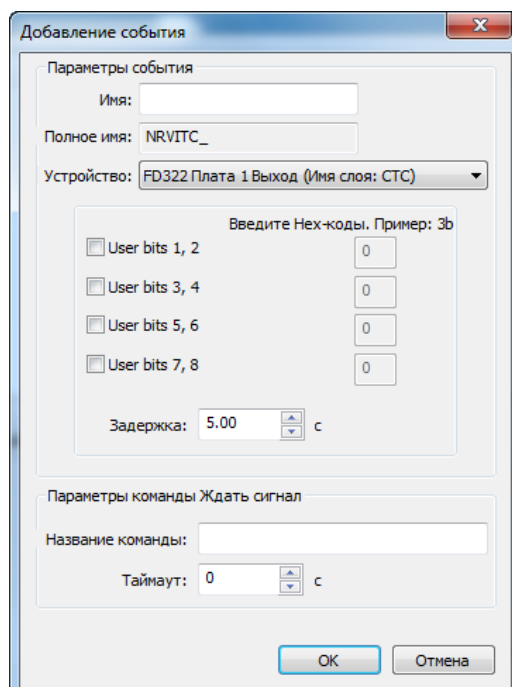 Добавление события
Параметры события
Имя:
Полное имя: NRVITC_
Устройство: FD322 Плата 1 Выход (Имя слоя: СТС)
Введите Hex-коды. Пример: 3b
User bits 1, 2 0
User bits 3, 4 0
User bits 5, 6 0
User bits 7, 8 0
Задержка: 5.00 с
Параметры команды Ждать сигнал
Название команды:
Таймаут: 0 с
OK Отмена